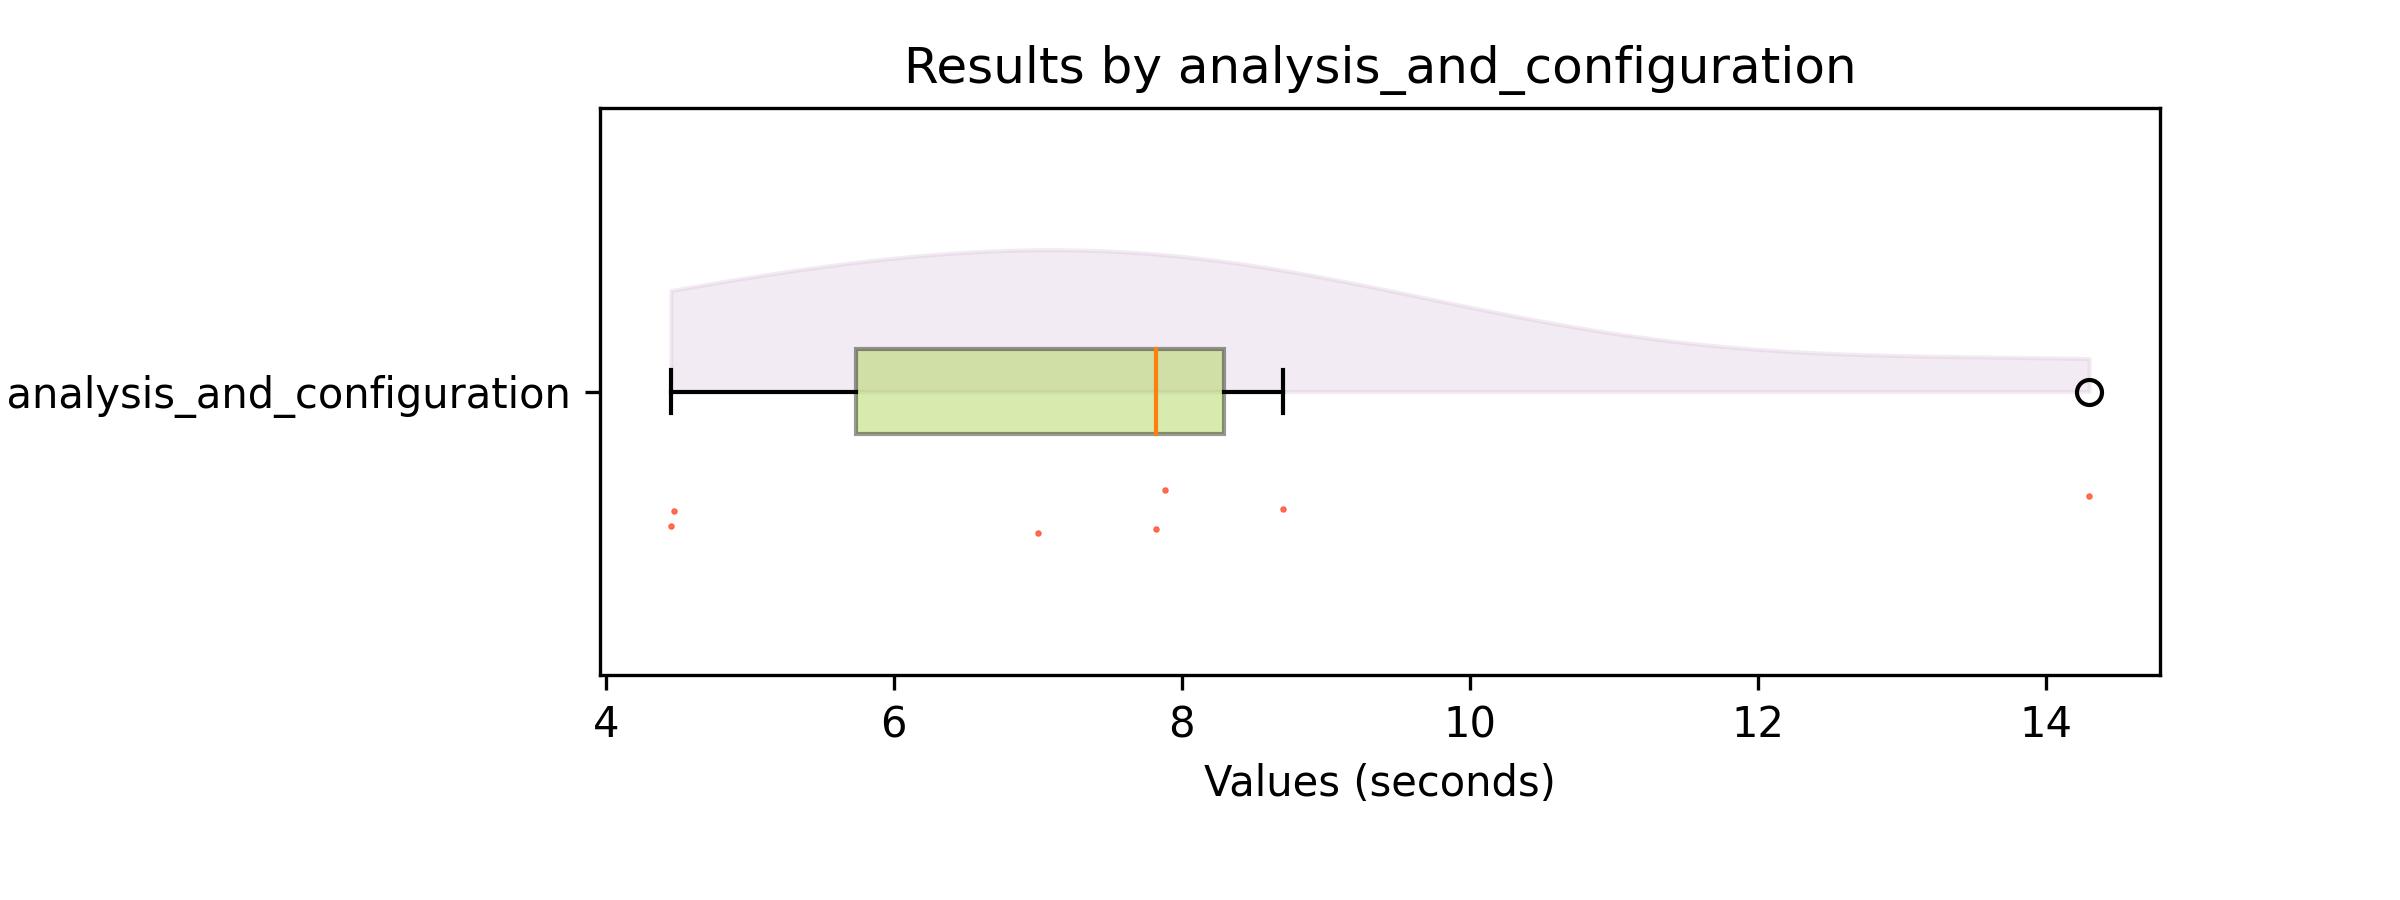 Results by analysis_and_configuration
analysis_and_configuration
4 6 8 10 12 14
Values (seconds)